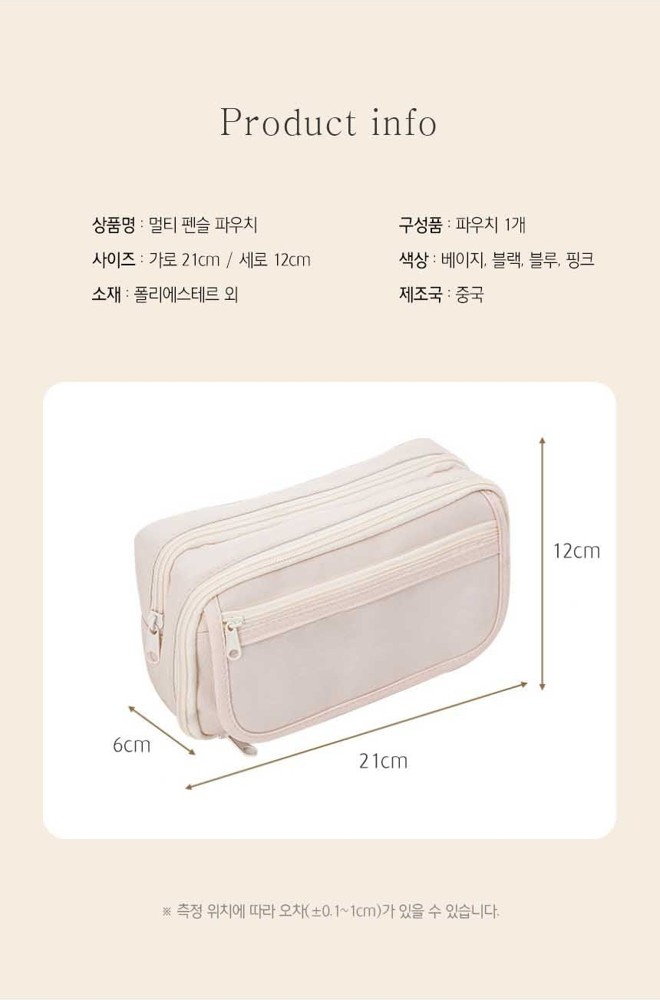 Product info
상품명 : 멀티 펜슬 파우치
사이즈 : 가로 21cm / 세로 12cm
소재 : 폴리에스테르 외
구성품 : 파우치 1개
색상 : 베이지, 블랙, 블루, 핑크
제조국 : 중국
12cm
6cm
21cm
※ 측정 위치에 따라 오차(±0.1~1cm)가 있을 수 있습니다.